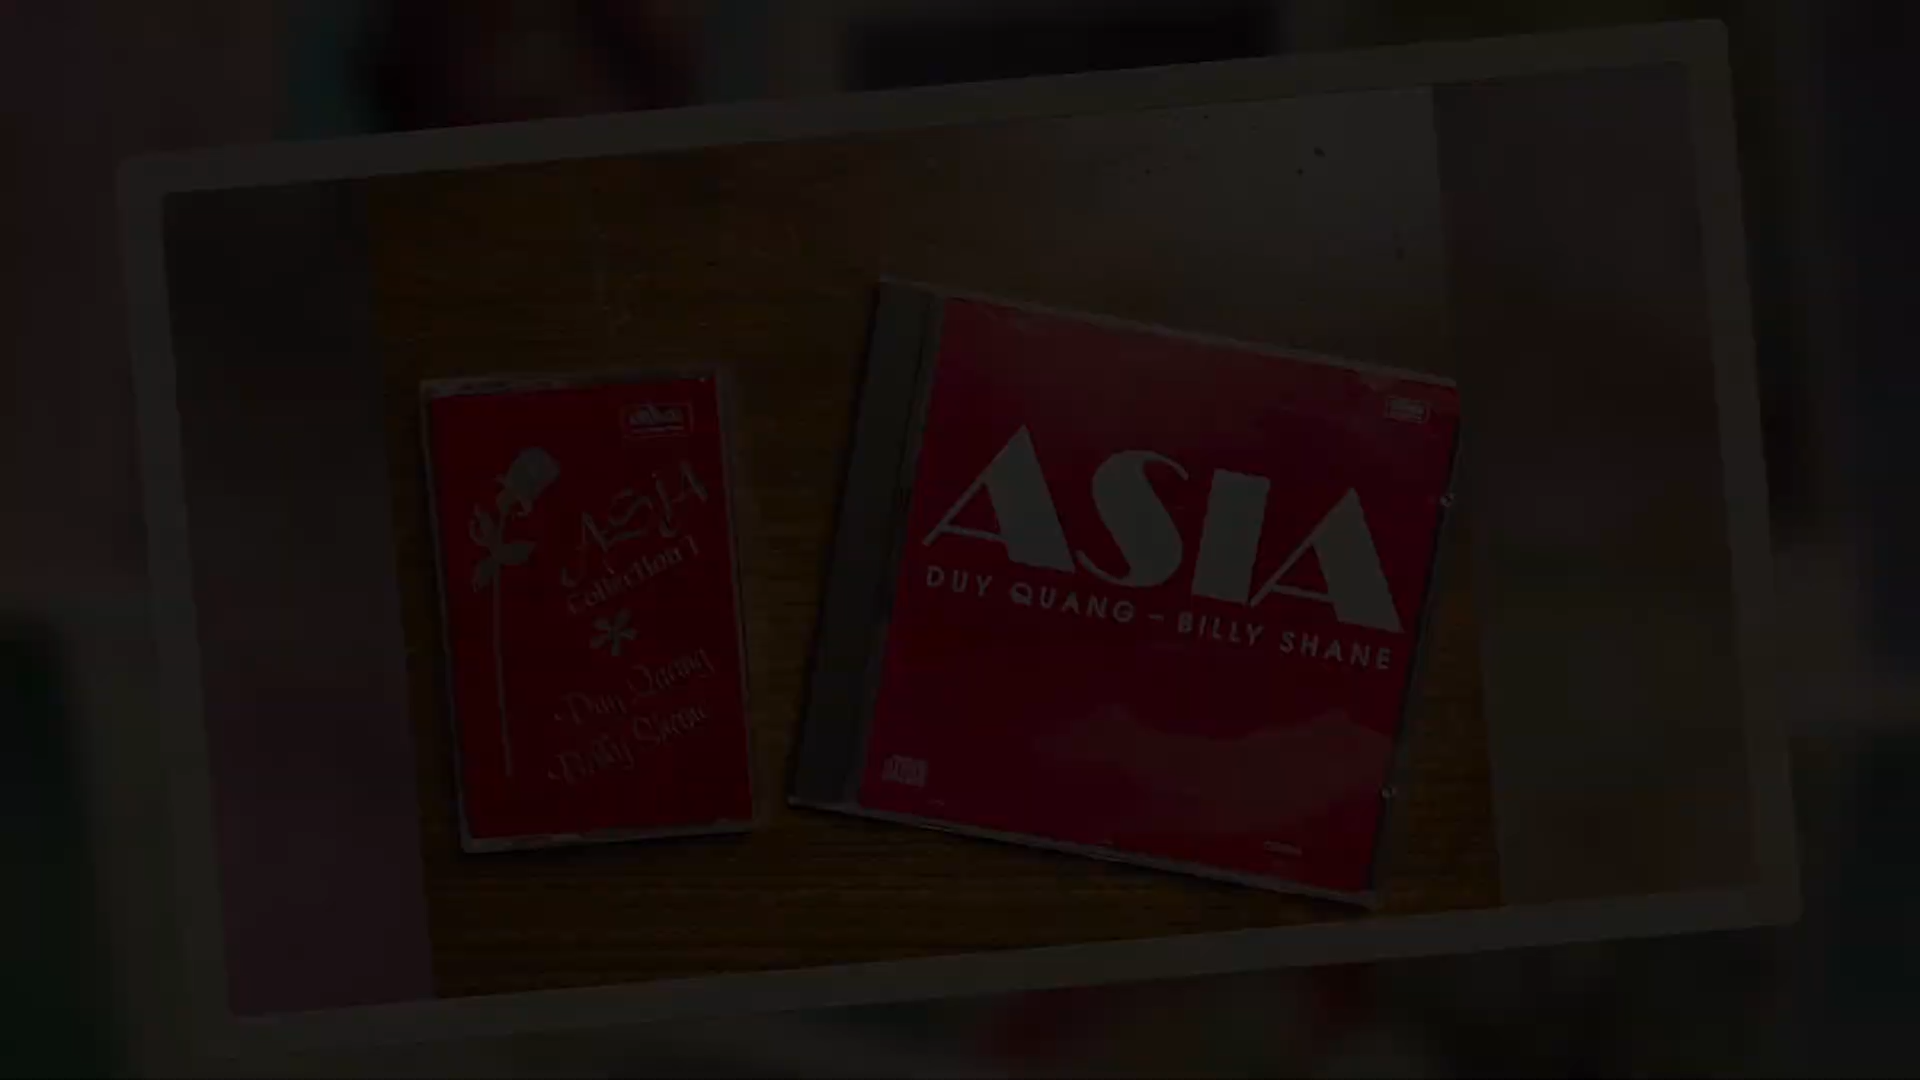 ASIA
Collection 1
*
Duy Quang
Billy Shane
ASIA
DUY QUANG – BILLY SHANE